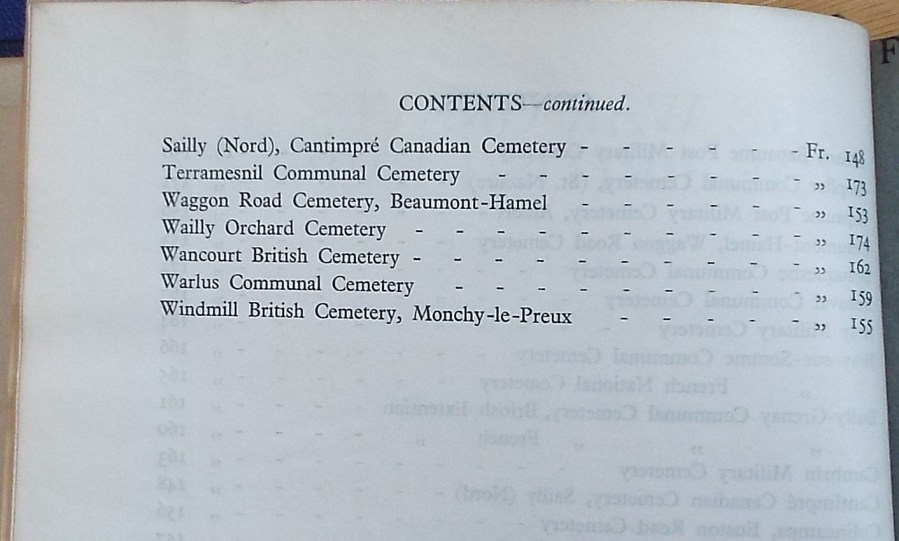 CONTENTS—continued.
Sailly (Nord), Cantimpré Canadian Cemetery - - - - - - Fr. 148
Terramesnil Communal Cemetery - - - - - - - - ,, 173
Waggon Road Cemetery, Beaumont-Hamel - - - - - - ,, 153
Wailly Orchard Cemetery - - - - - - - - - - ,, 174
Wancourt British Cemetery - - - - - - - - - - ,, 162
Warlus Communal Cemetery - - - - - - - - - ,, 159
Windmill British Cemetery, Monchy-le-Preux - - - - - ,, 155